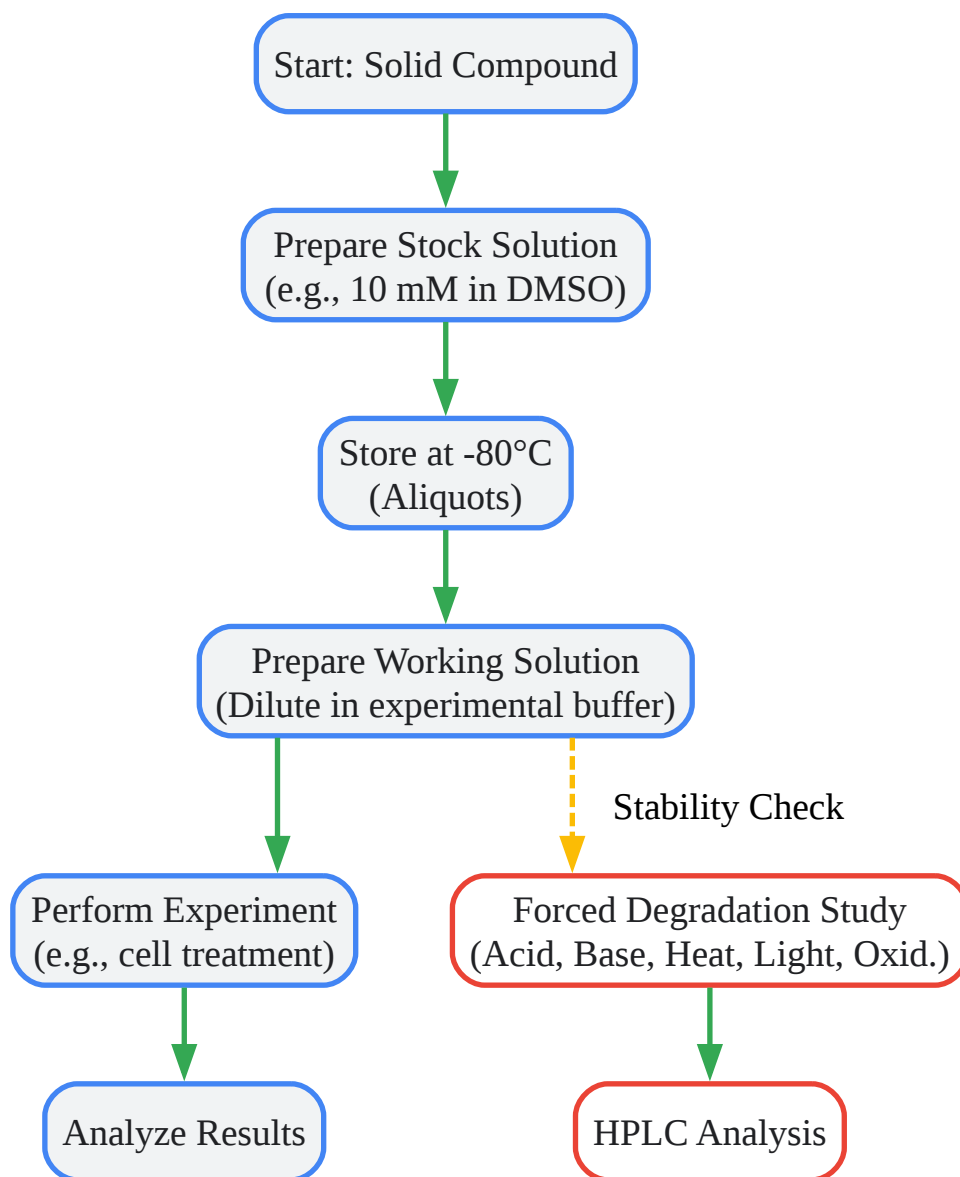 Start: Solid Compound
Prepare Stock Solution
(e.g., 10 mM in DMSO)
Store at -80°C
(Aliquots)
Prepare Working Solution
(Dilute in experimental buffer)
Stability Check
Perform Experiment
(e.g., cell treatment)
Forced Degradation Study
(Acid, Base, Heat, Light, Oxid.)
Analyze Results
HPLC Analysis